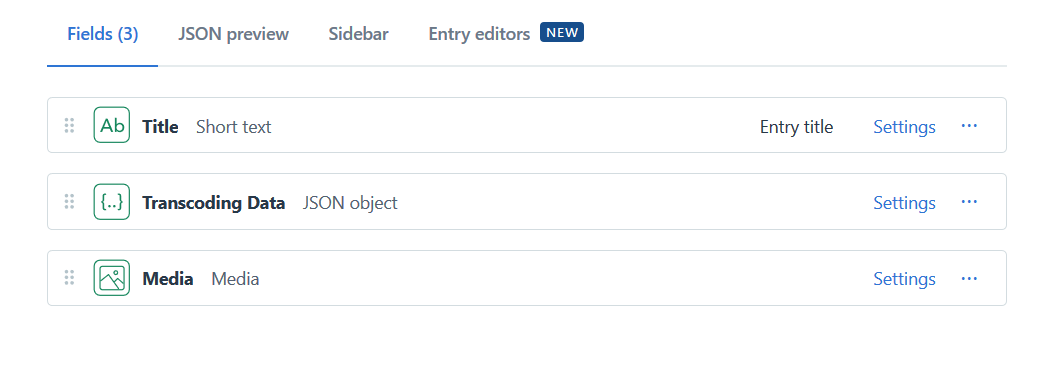 Fields (3) JSON preview Sidebar Entry editors NEW
Ab Title Short text Entry title Settings ...
{..} Transcoding Data JSON object Settings ...
Media Media Settings ...